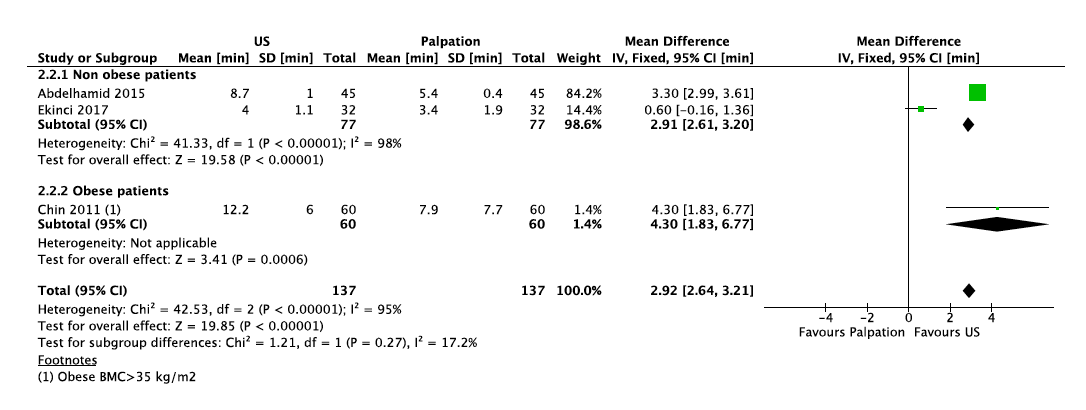 US Palpation Mean Difference Mean Difference
Study or Subgroup Mean [min] SD [min] Total Mean [min] SD [min] Total Weight IV, Fixed, 95% CI [min] IV, Fixed, 95% CI [min]
2.2.1 Non obese patients
Abdelhamid 2015 8.7 1 45 5.4 0.4 45 84.2% 3.30 [2.99, 3.61]
Ekinci 2017 4 1.1 32 3.4 1.9 32 14.4% 0.60 [−0.16, 1.36]
Subtotal (95% CI) 77 77 98.6% 2.91 [2.61, 3.20]
Heterogeneity: Chi² = 41.33, df = 1 (P < 0.00001); I² = 98%
Test for overall effect: Z = 19.58 (P < 0.00001)
2.2.2 Obese patients
Chin 2011 (1) 12.2 6 60 7.9 7.7 60 1.4% 4.30 [1.83, 6.77]
Subtotal (95% CI) 60 60 1.4% 4.30 [1.83, 6.77]
Heterogeneity: Not applicable
Test for overall effect: Z = 3.41 (P = 0.0006)
Total (95% CI) 137 137 100.0% 2.92 [2.64, 3.21]
Heterogeneity: Chi² = 42.53, df = 2 (P < 0.00001); I² = 95%
Test for overall effect: Z = 19.85 (P < 0.00001)
Test for subgroup differences: Chi² = 1.21, df = 1 (P = 0.27), I² = 17.2%
−4 −2 0 2 4
Favours Palpation Favours US
Footnotes
(1) Obese BMC>35 kg/m2